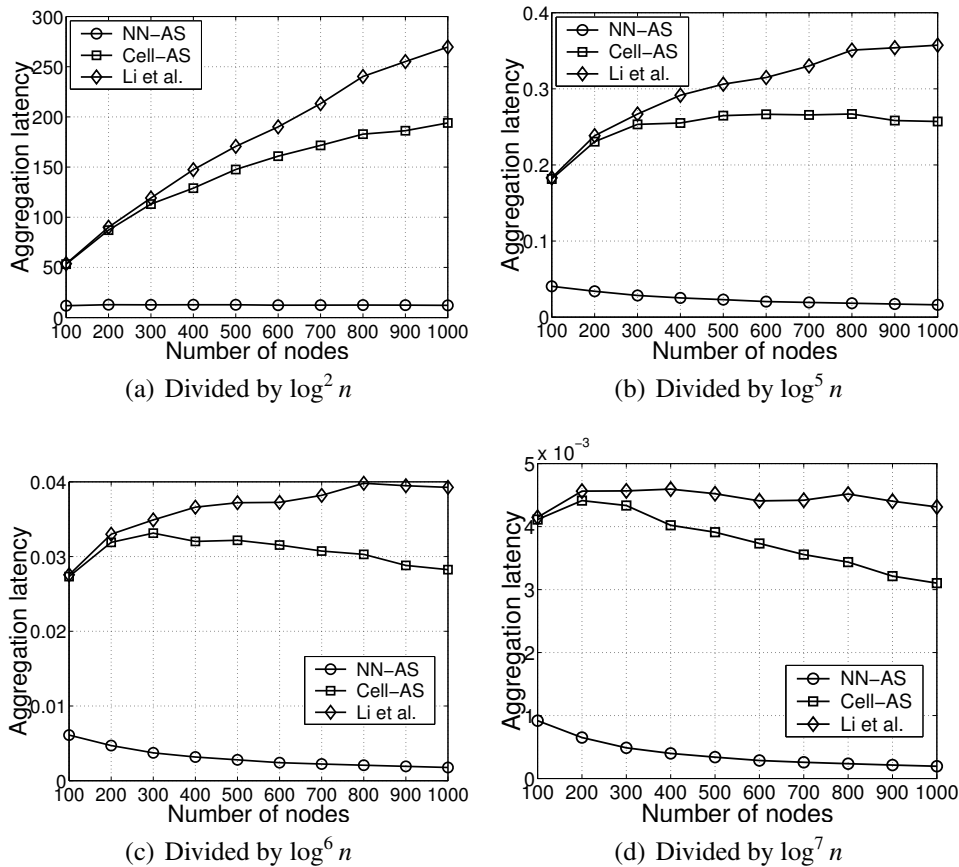 300
250
200
150
100
50
0
Aggregation latency
NN−AS
Cell−AS
Li et al.
100 200 300 400 500 600 700 800 900 1000
Number of nodes
(a) Divided by log² n
0.4
0.3
0.2
0.1
0
Aggregation latency
NN−AS
Cell−AS
Li et al.
100 200 300 400 500 600 700 800 900 1000
Number of nodes
(b) Divided by log⁵ n
0.04
0.03
0.02
0.01
0
Aggregation latency
NN−AS
Cell−AS
Li et al.
100 200 300 400 500 600 700 800 900 1000
Number of nodes
(c) Divided by log⁶ n
x 10⁻³
5
4
3
2
1
0
Aggregation latency
NN−AS
Cell−AS
Li et al.
100 200 300 400 500 600 700 800 900 1000
Number of nodes
(d) Divided by log⁷ n